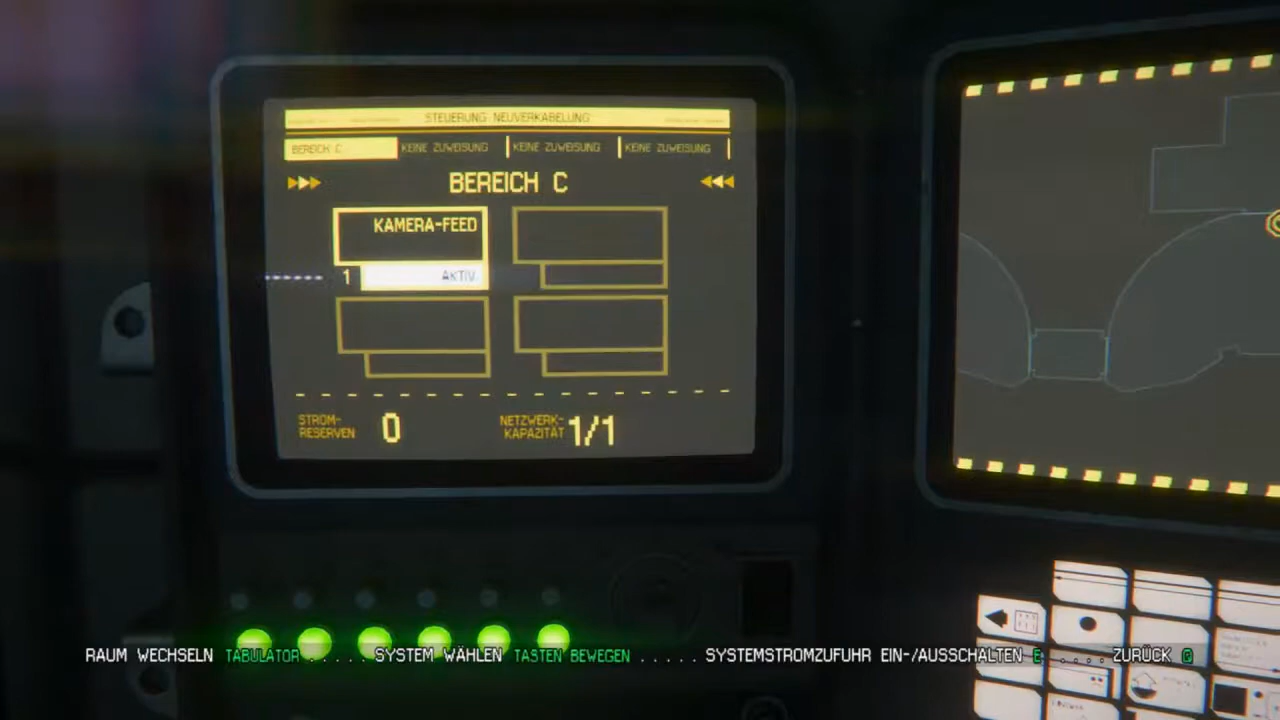 STEUERUNG NEUVERKABELUNG
BEREICH C
KEINE ZUWEISUNG
KEINE ZUWEISUNG
KEINE ZUWEISUNG
BEREICH C
KAMERA-FEED
1 AKTIV
STROM-
RESERVEN
0
NETZWERK-
KAPAZITÄT
1/1
RAUM WECHSELN TABULATOR ..... SYSTEM WÄHLEN TASTEN BEWEGEN ..... SYSTEMSTROMZUFUHR EIN-/AUSSCHALTEN E ..... ZURÜCK Q